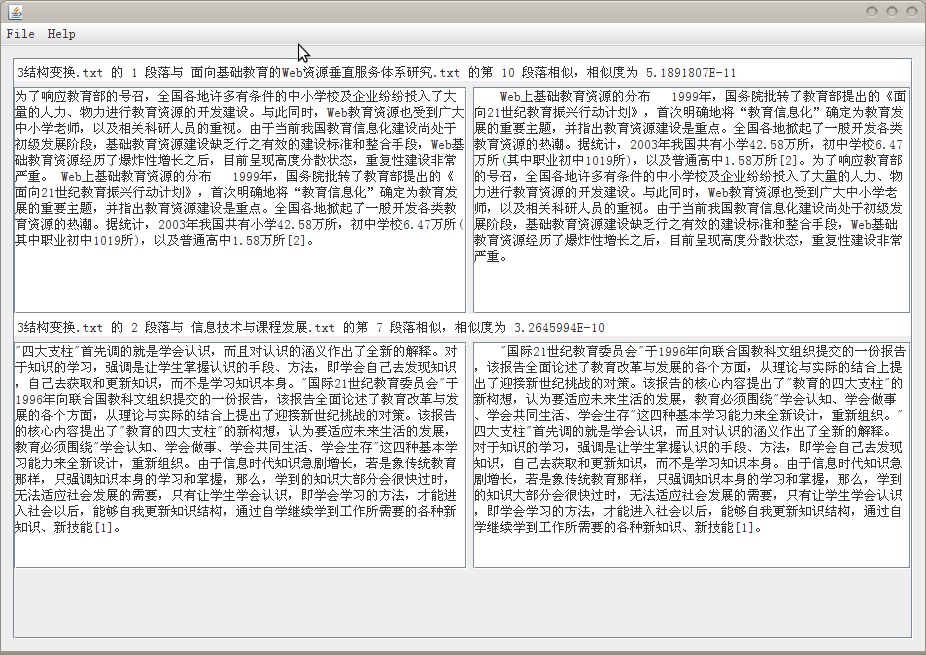 File Help
3结构变换.txt 的 1 段落与 面向基础教育的Web资源垂直服务体系研究.txt 的第 10 段落相似，相似度为 5.1891807E-11
为了响应教育部的号召，全国各地许多有条件的中小学校及企业纷纷投入了大
量的人力、物力进行教育资源的开发建设。与此同时，Web教育资源也受到广大
中小学老师，以及相关科研人员的重视。由于当前我国教育信息化建设尚处于
初级发展阶段，基础教育资源建设缺乏行之有效的建设标准和整合手段，Web基
础教育资源经历了爆炸性增长之后，目前呈现高度分散状态，重复性建设非常
严重。 Web上基础教育资源的分布   1999年，国务院批转了教育部提出的《
面向21世纪教育振兴行动计划》，首次明确地将“教育信息化”确定为教育发
展的重要主题，并指出教育资源建设是重点。全国各地掀起了一股开发各类教
育资源的热潮。据统计，2003年我国共有小学42.58万所，初中学校6.47万所(
其中职业初中1019所)，以及普通高中1.58万所[2]。
Web上基础教育资源的分布   1999年，国务院批转了教育部提出的《面
向21世纪教育振兴行动计划》，首次明确地将“教育信息化”确定为教育发
展的重要主题，并指出教育资源建设是重点。全国各地掀起了一股开发各类
教育资源的热潮。据统计，2003年我国共有小学42.58万所，初中学校6.47
万所(其中职业初中1019所)，以及普通高中1.58万所[2]。为了响应教育部
的号召，全国各地许多有条件的中小学校及企业纷纷投入了大量的人力、物
力进行教育资源的开发建设。与此同时，Web教育资源也受到广大中小学老
师，以及相关科研人员的重视。由于当前我国教育信息化建设尚处于初级发
展阶段，基础教育资源建设缺乏行之有效的建设标准和整合手段，Web基础
教育资源经历了爆炸性增长之后，目前呈现高度分散状态，重复性建设非常
严重。
3结构变换.txt 的 2 段落与 信息技术与课程发展.txt 的第 7 段落相似，相似度为 3.2645994E-10
"四大支柱"首先调的就是学会认识，而且对认识的涵义作出了全新的解释。对
于知识的学习，强调是让学生掌握认识的手段、方法，即学会自己去发现知识
，自己去获取和更新知识，而不是学习知识本身。"国际21世纪教育委员会"于
1996年向联合国教科文组织提交的一份报告，该报告全面论述了教育改革与发
展的各个方面，从理论与实际的结合上提出了迎接新世纪挑战的对策。该报告
的核心内容提出了"教育的四大支柱"的新构想，认为要适应未来生活的发展，
教育必须围绕"学会认知、学会做事、学会共同生活、学会生存"这四种基本学
习能力来全新设计，重新组织。由于信息时代知识急剧增长，若是象传统教育
那样，只强调知识本身的学习和掌握，那么，学到的知识大部分会很快过时，
无法适应社会发展的需要，只有让学生学会认识，即学会学习的方法，才能进
入社会以后，能够自我更新知识结构，通过自学继续学到工作所需要的各种新
知识、新技能[1]。
"国际21世纪教育委员会"于1996年向联合国教科文组织提交的一份报告
，该报告全面论述了教育改革与发展的各个方面，从理论与实际的结合上提
出了迎接新世纪挑战的对策。该报告的核心内容提出了"教育的四大支柱"的
新构想，认为要适应未来生活的发展，教育必须围绕"学会认知、学会做事
、学会共同生活、学会生存"这四种基本学习能力来全新设计，重新组织。"
四大支柱"首先调的就是学会认识，而且对认识的涵义作出了全新的解释。
对于知识的学习，强调是让学生掌握认识的手段、方法，即学会自己去发现
知识，自己去获取和更新知识，而不是学习知识本身。由于信息时代知识急
剧增长，若是象传统教育那样，只强调知识本身的学习和掌握，那么，学到
的知识大部分会很快过时，无法适应社会发展的需要，只有让学生学会认识
，即学会学习的方法，才能进入社会以后，能够自我更新知识结构，通过自
学继续学到工作所需要的各种新知识、新技能[1]。